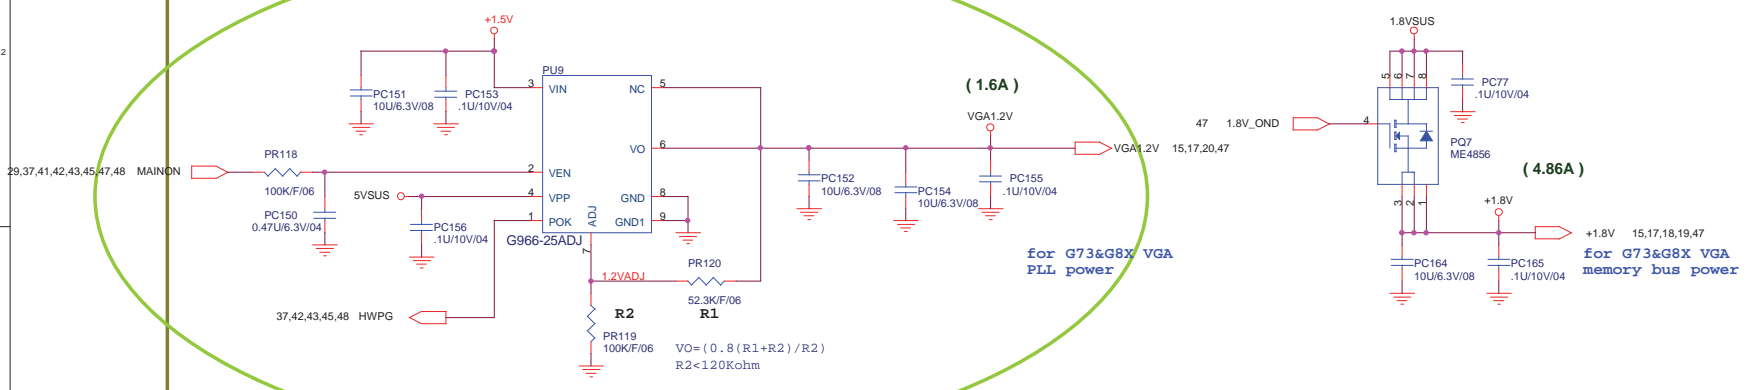 2
+1.5V
PC151
10U/6.3V/08
PC153
.1U/10V/04
PU9
3
VIN
NC
5
VO
6
2
VEN
4
VPP
GND
8
1
POK
GND1
9
ADJ
7
G966-25ADJ
29,37,41,42,43,45,47,48 MAINON
PR118
100K/F/06
PC150
0.47U/6.3V/04
5VSUS
PC156
.1U/10V/04
37,42,43,45,48 HWPG
1.2VADJ
PR120
52.3K/F/06
R1
R2
PR119
100K/F/06
VO=(0.8(R1+R2)/R2)
R2<120Kohm
( 1.6A )
VGA1.2V
VGA1.2V 15,17,20,47
PC152
10U/6.3V/08
PC154
10U/6.3V/08
PC155
.1U/10V/04
for G73&G8X VGA
PLL power
1.8VSUS
5
6
7
8
PC77
.1U/10V/04
47 1.8V_OND
4
PQ7
ME4856
3
2
1
( 4.86A )
+1.8V
+1.8V 15,17,18,19,47
PC164
10U/6.3V/08
PC165
.1U/10V/04
for G73&G8X VGA
memory bus power